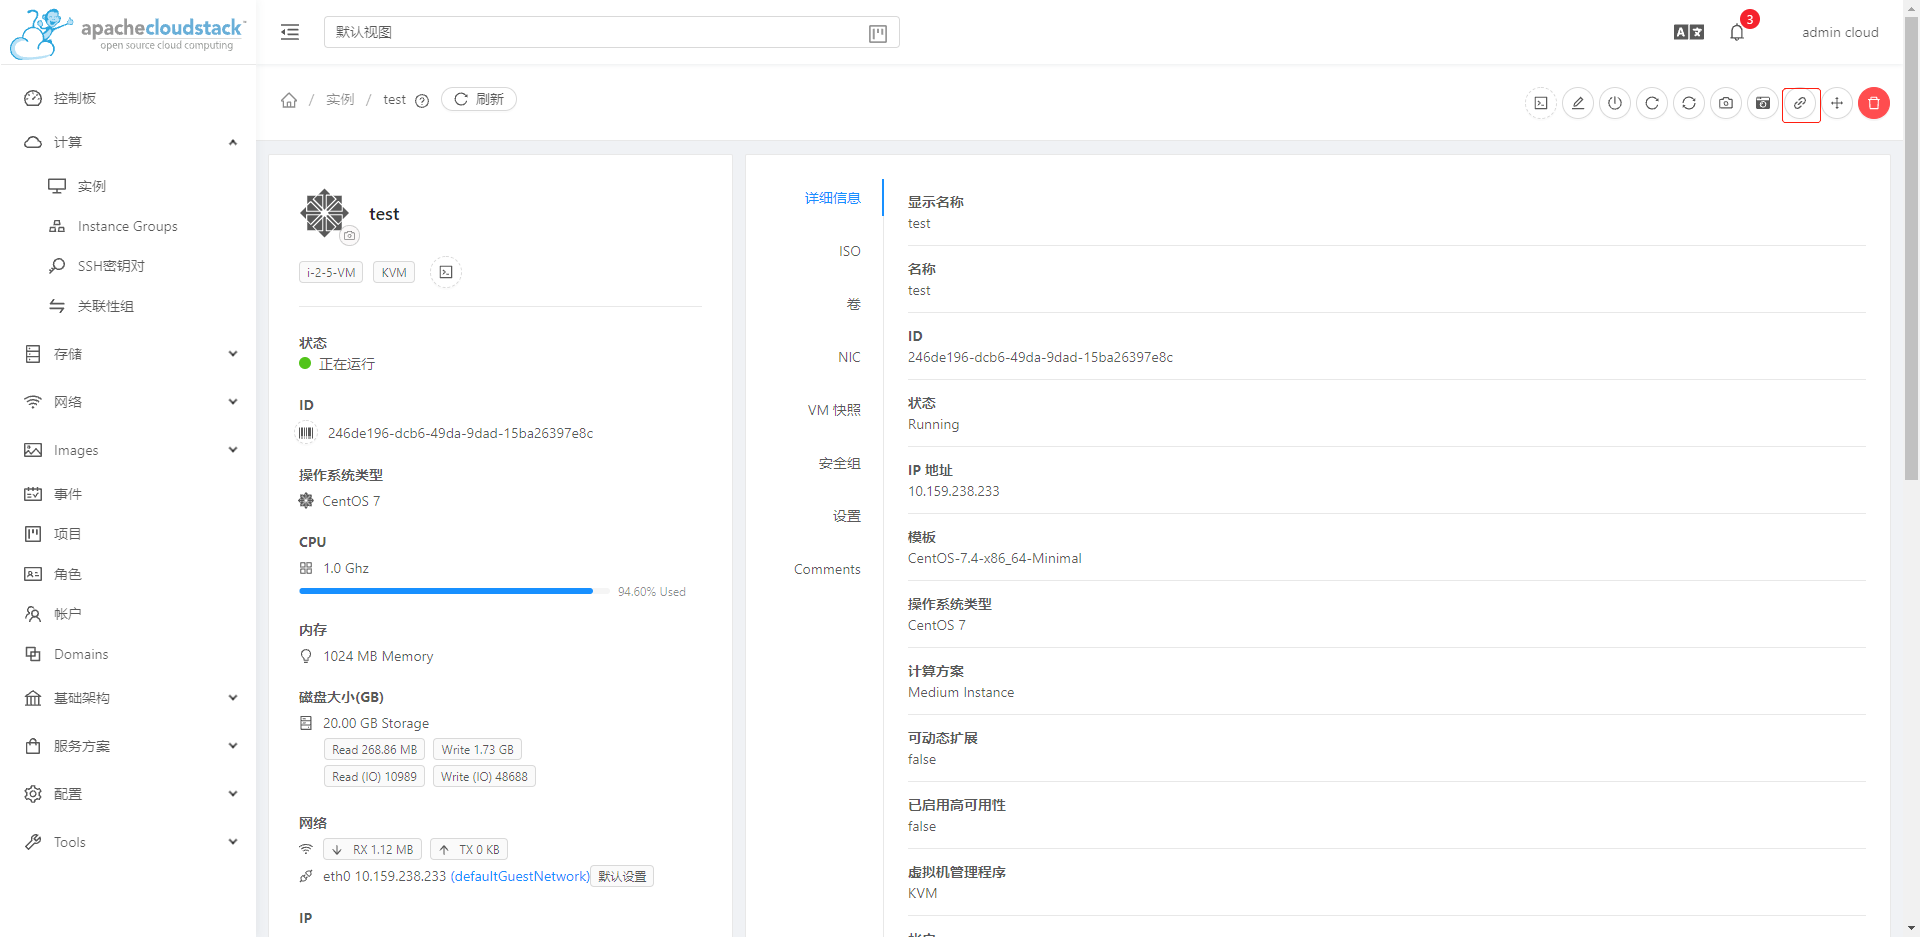 apachecloudstack
open source cloud computing
默认视图
3
admin cloud
控制板
计算
实例
Instance Groups
SSH密钥对
关联性组
存储
网络
Images
事件
项目
角色
帐户
Domains
基础架构
服务方案
配置
Tools
/ 实例 / test 刷新
test
i-2-5-VM KVM
状态
正在运行
ID
246de196-dcb6-49da-9dad-15ba26397e8c
操作系统类型
CentOS 7
CPU
1.0 Ghz
94.60% Used
内存
1024 MB Memory
磁盘大小(GB)
20.00 GB Storage
Read 268.86 MB Write 1.73 GB
Read (IO) 10989 Write (IO) 48688
网络
RX 1.12 MB TX 0 KB
eth0 10.159.238.233 (defaultGuestNetwork) 默认设置
IP
详细信息
ISO
卷
NIC
VM 快照
安全组
设置
Comments
显示名称
test
名称
test
ID
246de196-dcb6-49da-9dad-15ba26397e8c
状态
Running
IP 地址
10.159.238.233
模板
CentOS-7.4-x86_64-Minimal
操作系统类型
CentOS 7
计算方案
Medium Instance
可动态扩展
false
已启用高可用性
false
虚拟机管理程序
KVM